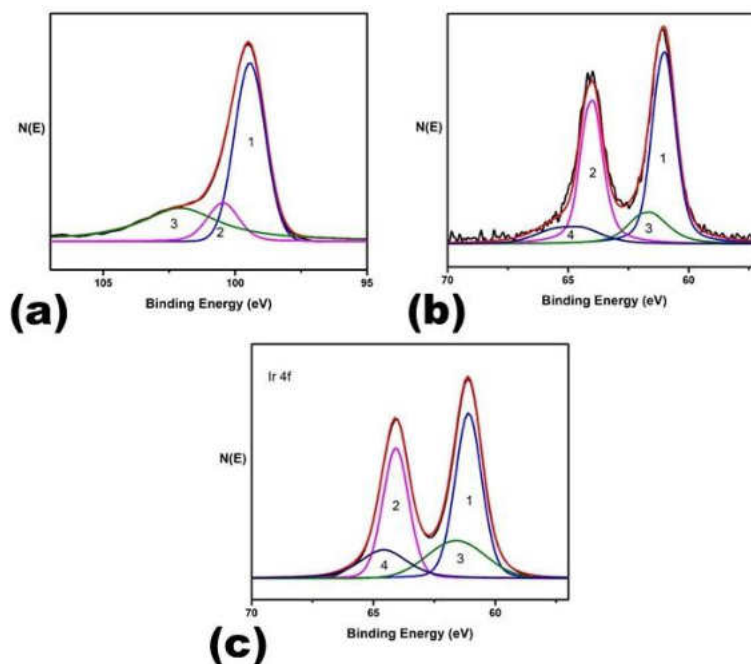 N(E)
1
2
3
105
100
95
Binding Energy (eV)
(a)
N(E)
1
2
3
4
70
65
60
Binding Energy (eV)
(b)
Ir 4f
N(E)
1
2
3
4
70
65
60
Binding Energy (eV)
(c)